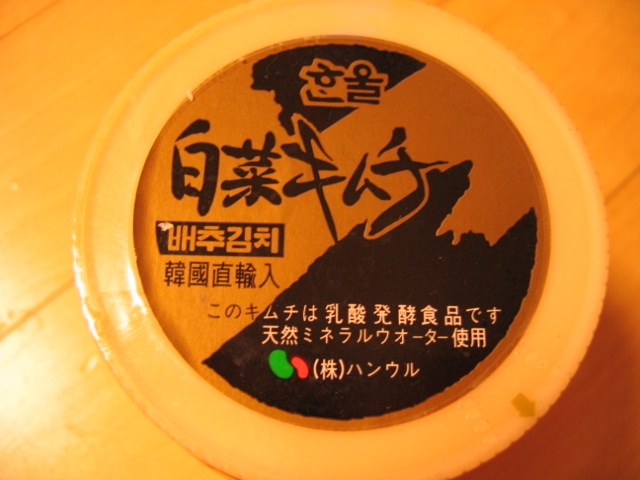 한울
白菜キムチ
배추김치
韓國直輸入
このキムチは乳酸発酵食品です
天然ミネラルウオーター使用
(株)ハンウル